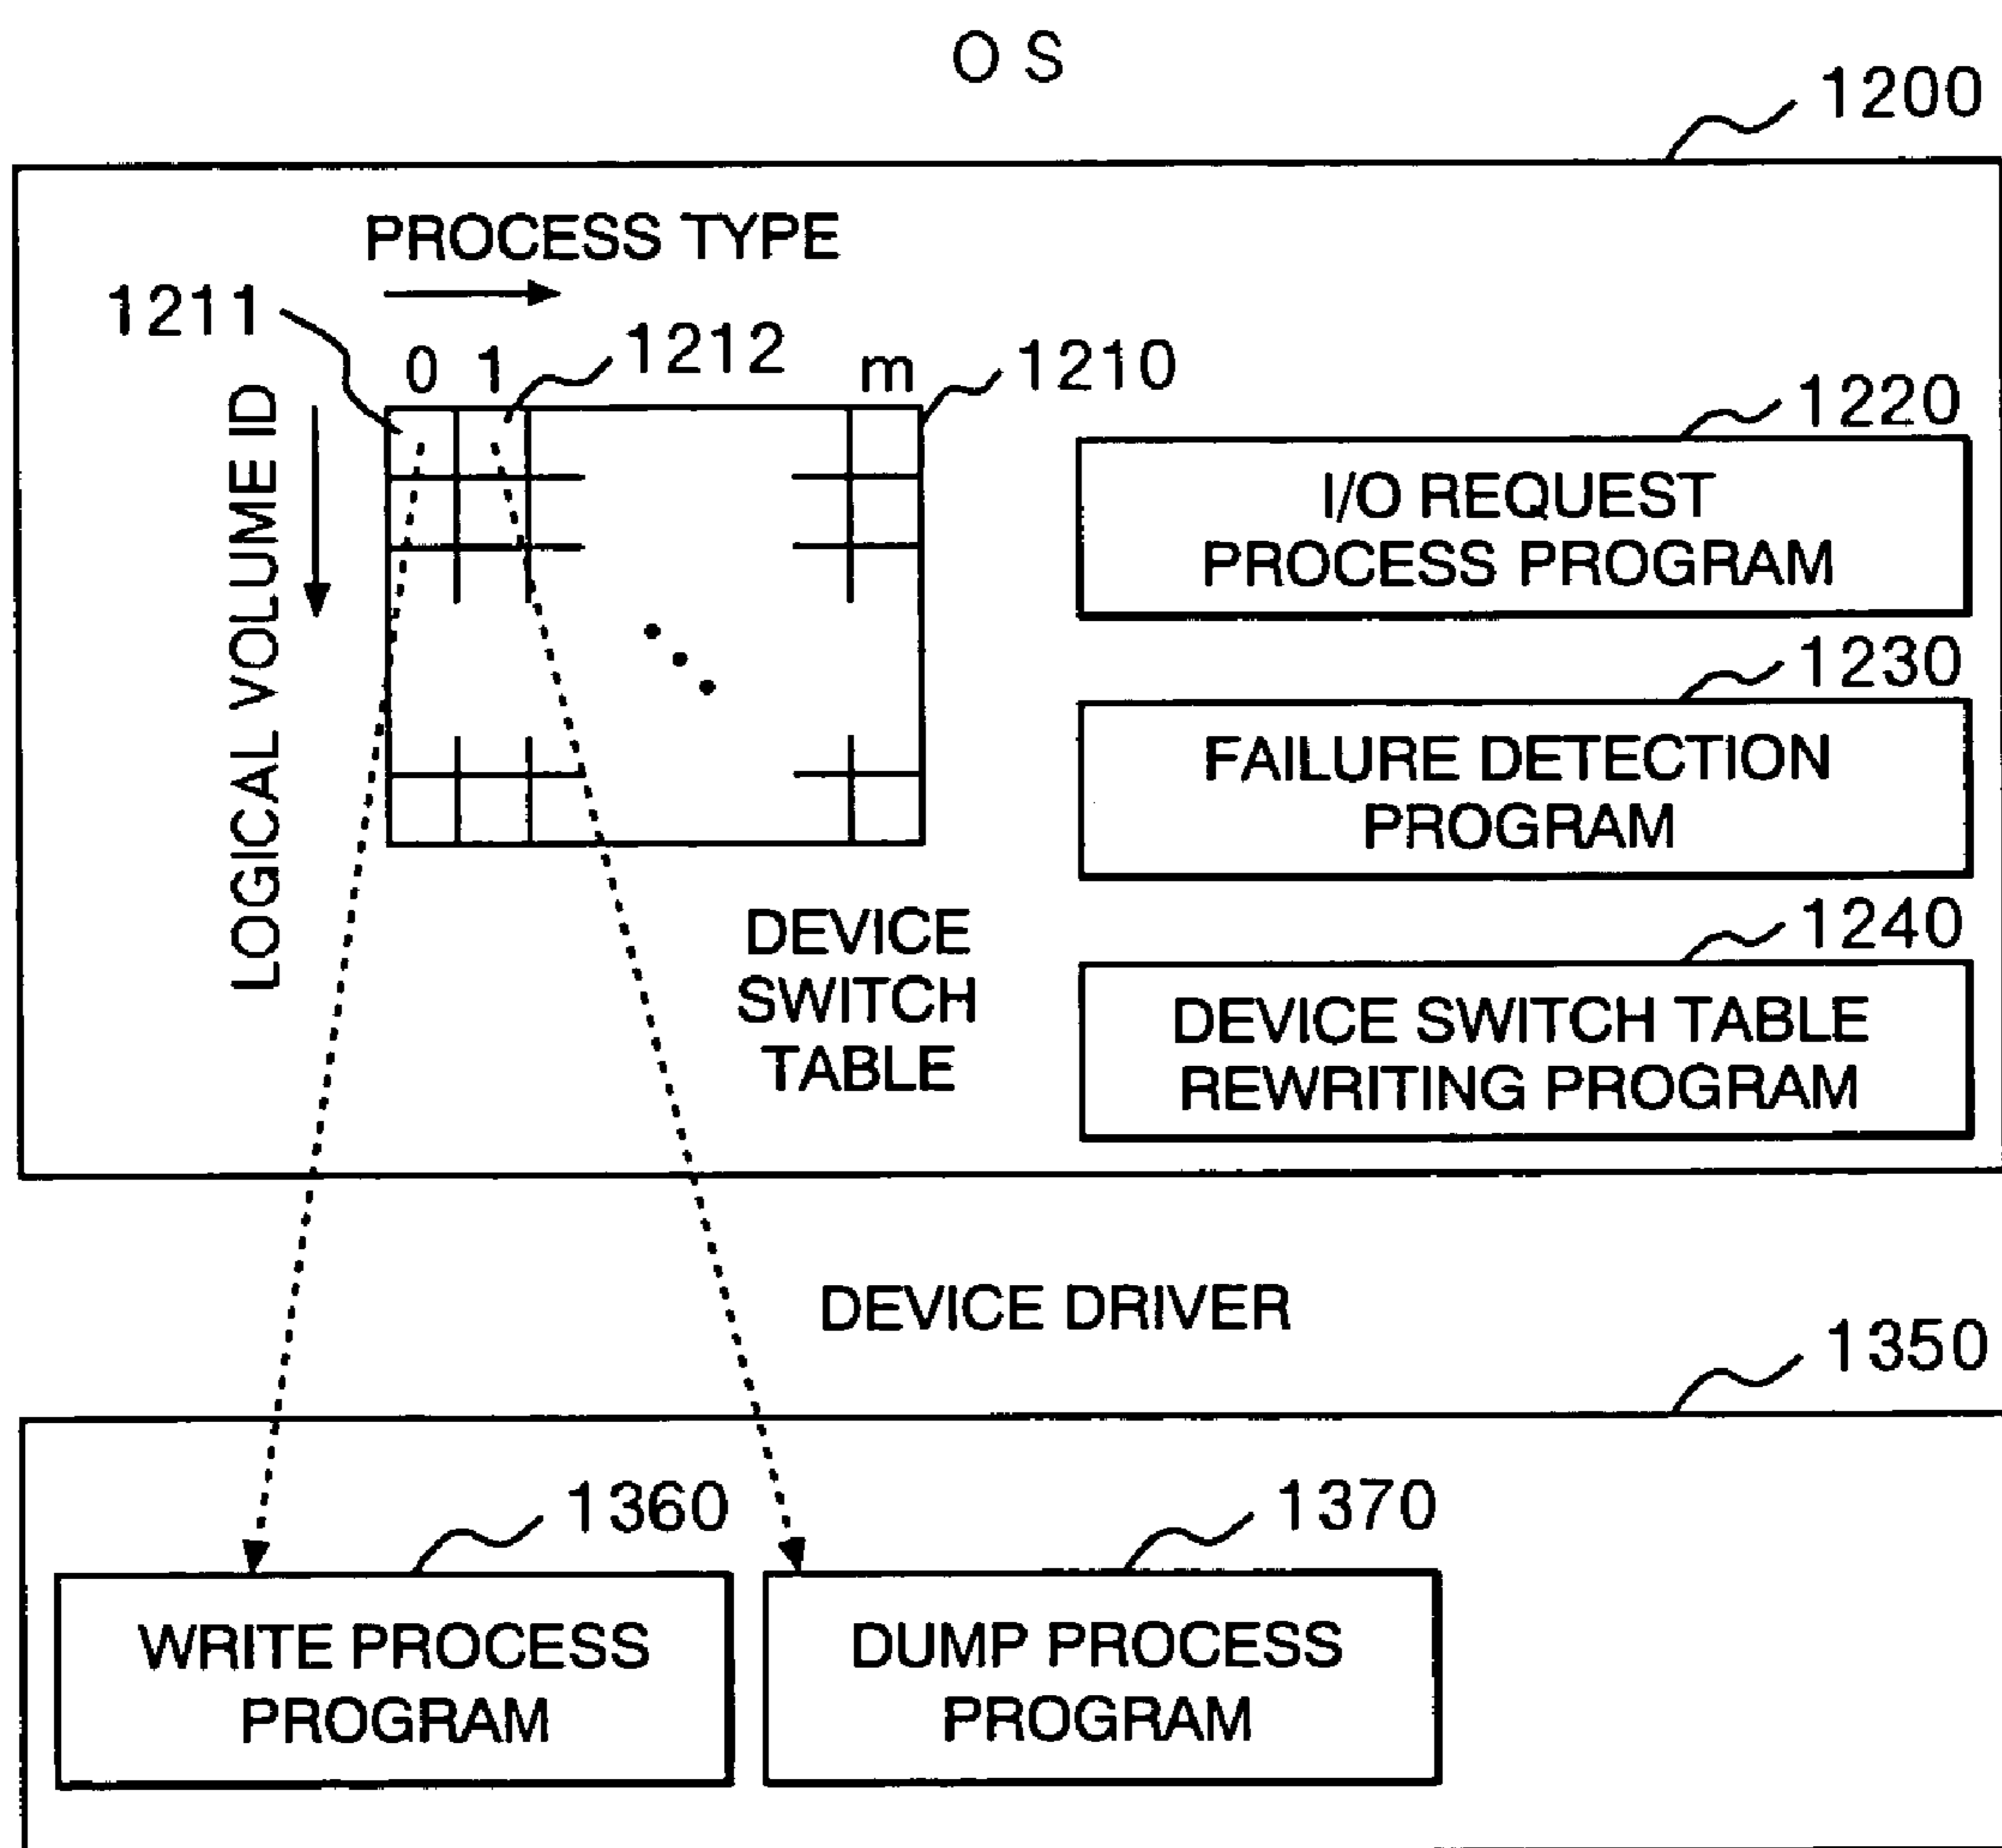 OS
1200
PROCESS TYPE
1211
0 1
1212
m
1210
LOGICAL VOLUME ID
1220
I/O REQUEST
PROCESS PROGRAM
1230
FAILURE DETECTION
PROGRAM
DEVICE
SWITCH
TABLE
1240
DEVICE SWITCH TABLE
REWRITING PROGRAM
DEVICE DRIVER
1350
1360
WRITE PROCESS
PROGRAM
1370
DUMP PROCESS
PROGRAM